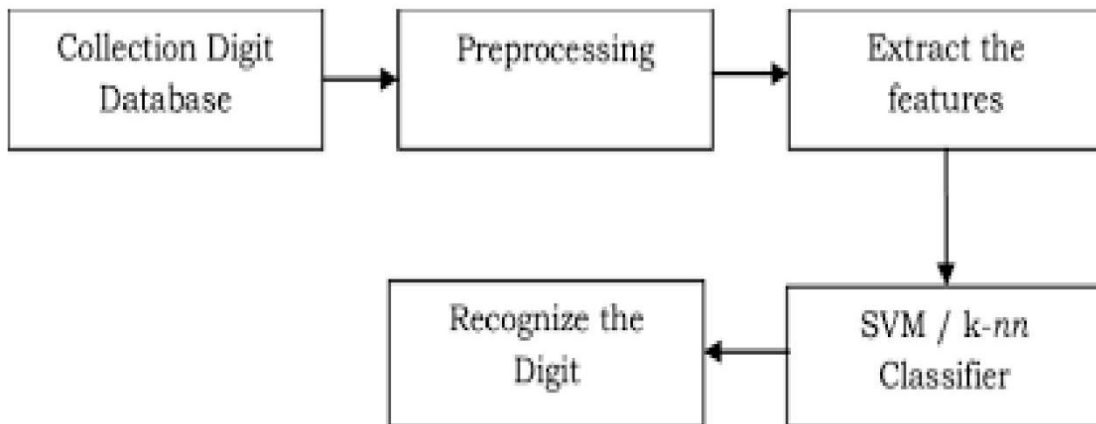 Collection Digit
Database
Preprocessing
Extract the
features
SVM / k-nn
Classifier
Recognize the
Digit